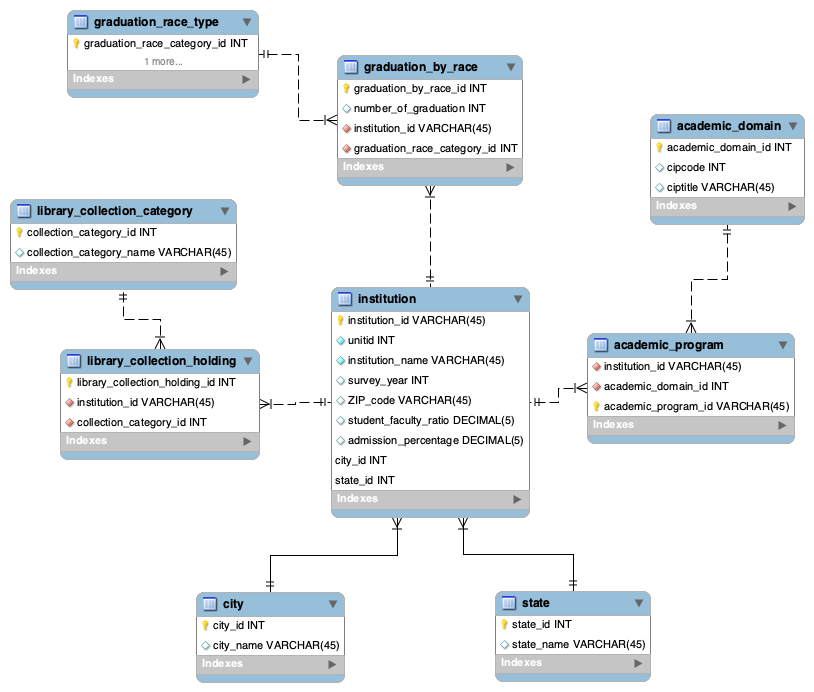 graduation_race_type
graduation_race_category_id INT
1 more...
Indexes
graduation_by_race
graduation_by_race_id INT
number_of_graduation INT
institution_id VARCHAR(45)
graduation_race_category_id INT
Indexes
academic_domain
academic_domain_id INT
cipcode INT
ciptitle VARCHAR(45)
Indexes
library_collection_category
collection_category_id INT
collection_category_name VARCHAR(45)
Indexes
institution
institution_id VARCHAR(45)
unitid INT
institution_name VARCHAR(45)
survey_year INT
ZIP_code VARCHAR(45)
student_faculty_ratio DECIMAL(5)
admission_percentage DECIMAL(5)
city_id INT
state_id INT
Indexes
library_collection_holding
library_collection_holding_id INT
institution_id VARCHAR(45)
collection_category_id INT
Indexes
academic_program
institution_id VARCHAR(45)
academic_domain_id INT
academic_program_id VARCHAR(45)
Indexes
city
city_id INT
city_name VARCHAR(45)
Indexes
state
state_id INT
state_name VARCHAR(45)
Indexes